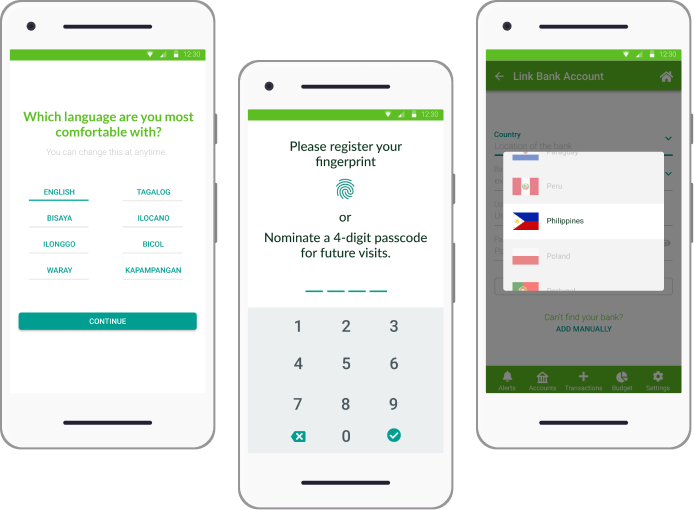 12:30
Which language are you most
comfortable with?
You can change this at anytime.
ENGLISH
TAGALOG
BISAYA
ILOCANO
ILONGGO
BICOL
WARAY
KAPAMPANGAN
CONTINUE
12:30
Please register your
fingerprint
or
Nominate a 4-digit passcode
for future visits.
1 2 3
4 5 6
7 8 9
0
12:30
Link Bank Account
Country
Location of the bank
Paraguay
Peru
Philippines
Poland
Portugal
Can't find your bank?
ADD MANUALLY
Alerts
Accounts
Transactions
Budget
Settings